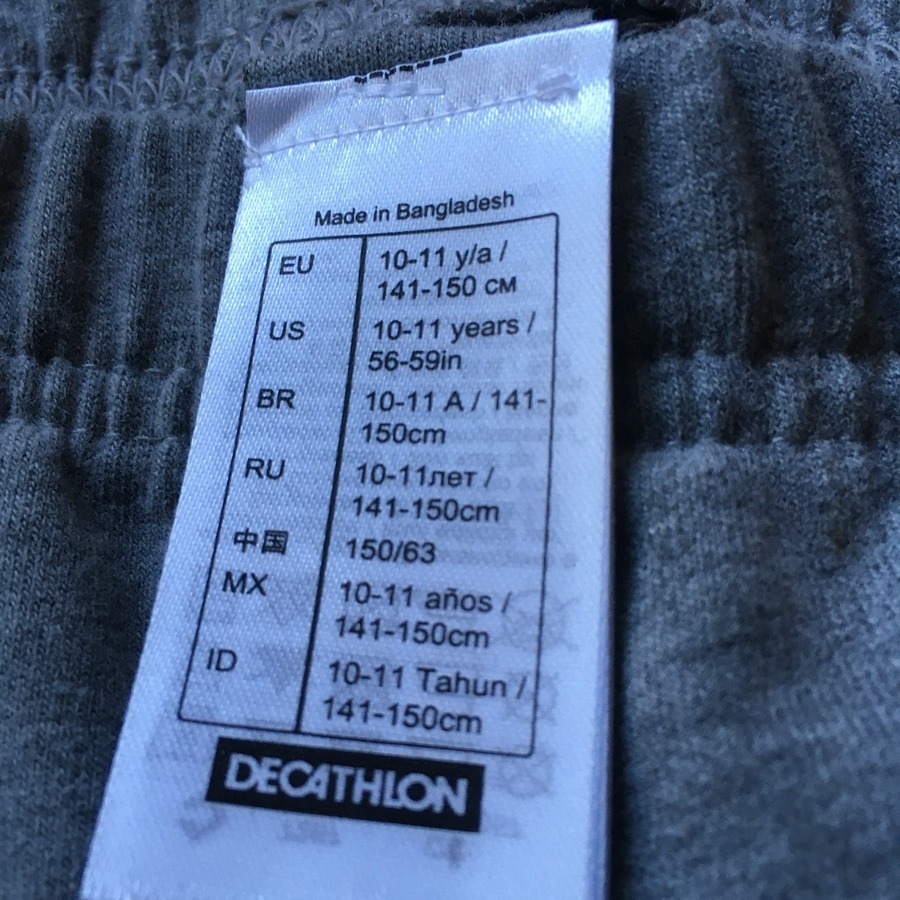 Made in Bangladesh
EU 10-11 y/a /
141-150 см
US 10-11 years /
56-59in
BR 10-11 A / 141-
150cm
RU 10-11лет /
141-150cm
中国 150/63
MX 10-11 años /
141-150cm
ID 10-11 Tahun /
141-150cm
DECATHLON